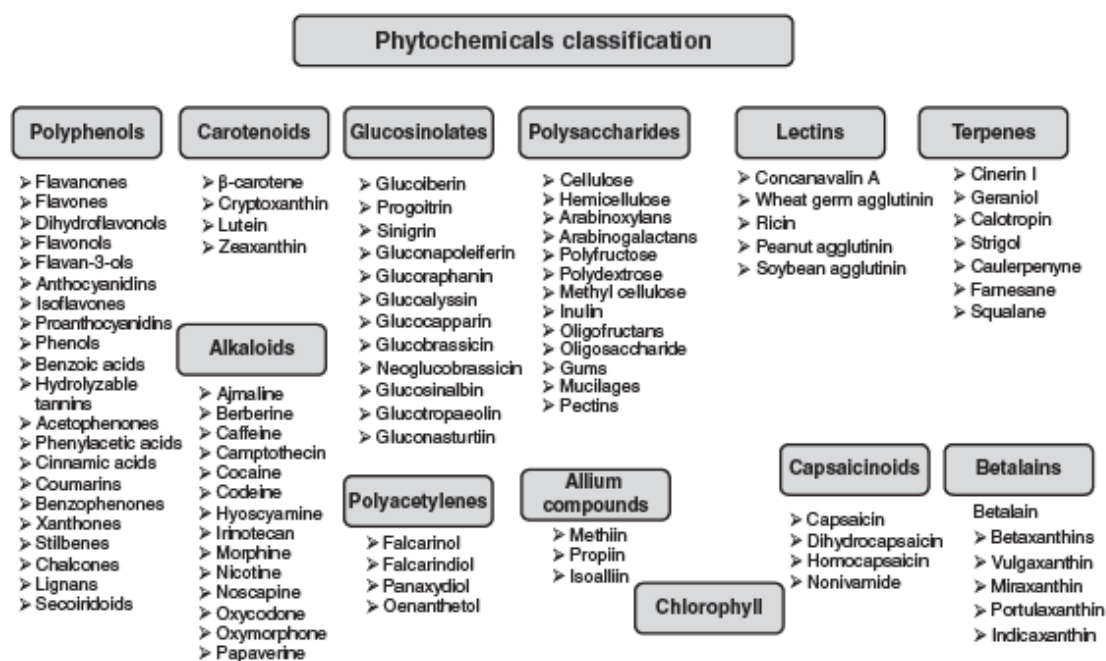 Phytochemicals classification
Polyphenols
➢ Flavanones
➢ Flavones
➢ Dihydroflavonols
➢ Flavonols
➢ Flavan-3-ols
➢ Anthocyanidins
➢ Isoflavones
➢ Proanthocyanidins
➢ Phenols
➢ Benzoic acids
➢ Hydrolyzable
tannins
➢ Acetophenones
➢ Phenylacetic acids
➢ Cinnamic acids
➢ Coumarins
➢ Benzophenones
➢ Xanthones
➢ Stilbenes
➢ Chalcones
➢ Lignans
➢ Secoiridoids
Carotenoids
➢ β-carotene
➢ Cryptoxanthin
➢ Lutein
➢ Zeaxanthin
Alkaloids
➢ Ajmaline
➢ Berberine
➢ Caffeine
➢ Camptothecin
➢ Cocaine
➢ Codeine
➢ Hyoscyamine
➢ Irinotecan
➢ Morphine
➢ Nicotine
➢ Noscapine
➢ Oxycodone
➢ Oxymorphone
➢ Papaverine
Glucosinolates
➢ Glucoiberin
➢ Progoitrin
➢ Sinigrin
➢ Gluconapoleiferin
➢ Glucoraphanin
➢ Glucoalyssin
➢ Glucocapparin
➢ Glucobrassicin
➢ Neoglucobrassicin
➢ Glucosinalbin
➢ Glucotropaeolin
➢ Gluconasturtiin
Polyacetylenes
➢ Falcarinol
➢ Falcarindiol
➢ Panaxydiol
➢ Oenanthetol
Polysaccharides
➢ Cellulose
➢ Hemicellulose
➢ Arabinoxylans
➢ Arabinogalactans
➢ Polyfructose
➢ Polydextrose
➢ Methyl cellulose
➢ Inulin
➢ Oligofructans
➢ Oligosaccharide
➢ Gums
➢ Mucilages
➢ Pectins
Allium
compounds
➢ Methiin
➢ Propiin
➢ Isoalliin
Chlorophyll
Lectins
➢ Concanavalin A
➢ Wheat germ agglutinin
➢ Ricin
➢ Peanut agglutinin
➢ Soybean agglutinin
Capsaicinoids
➢ Capsaicin
➢ Dihydrocapsaicin
➢ Homocapsaicin
➢ Nonivamide
Terpenes
➢ Cinerin I
➢ Geraniol
➢ Calotropin
➢ Strigol
➢ Caulerpenyne
➢ Farnesane
➢ Squalane
Betalains
Betalain
➢ Betaxanthins
➢ Vulgaxanthin
➢ Miraxanthin
➢ Portulaxanthin
➢ Indicaxanthin